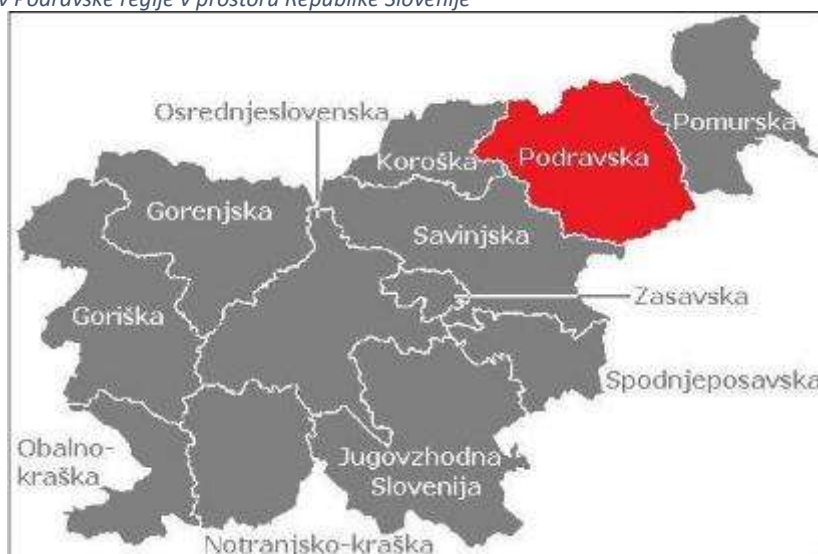 v Podravske regije v prostoru Republike Slovenije
Osrednjeslovenska
Pomurska
Koroška
Podravska
Gorenjska
Savinjska
Zasavska
Goriška
Spodnjeposavska
Obalno-
kraška
Jugovzhodna
Slovenija
Notranjsko-kraška